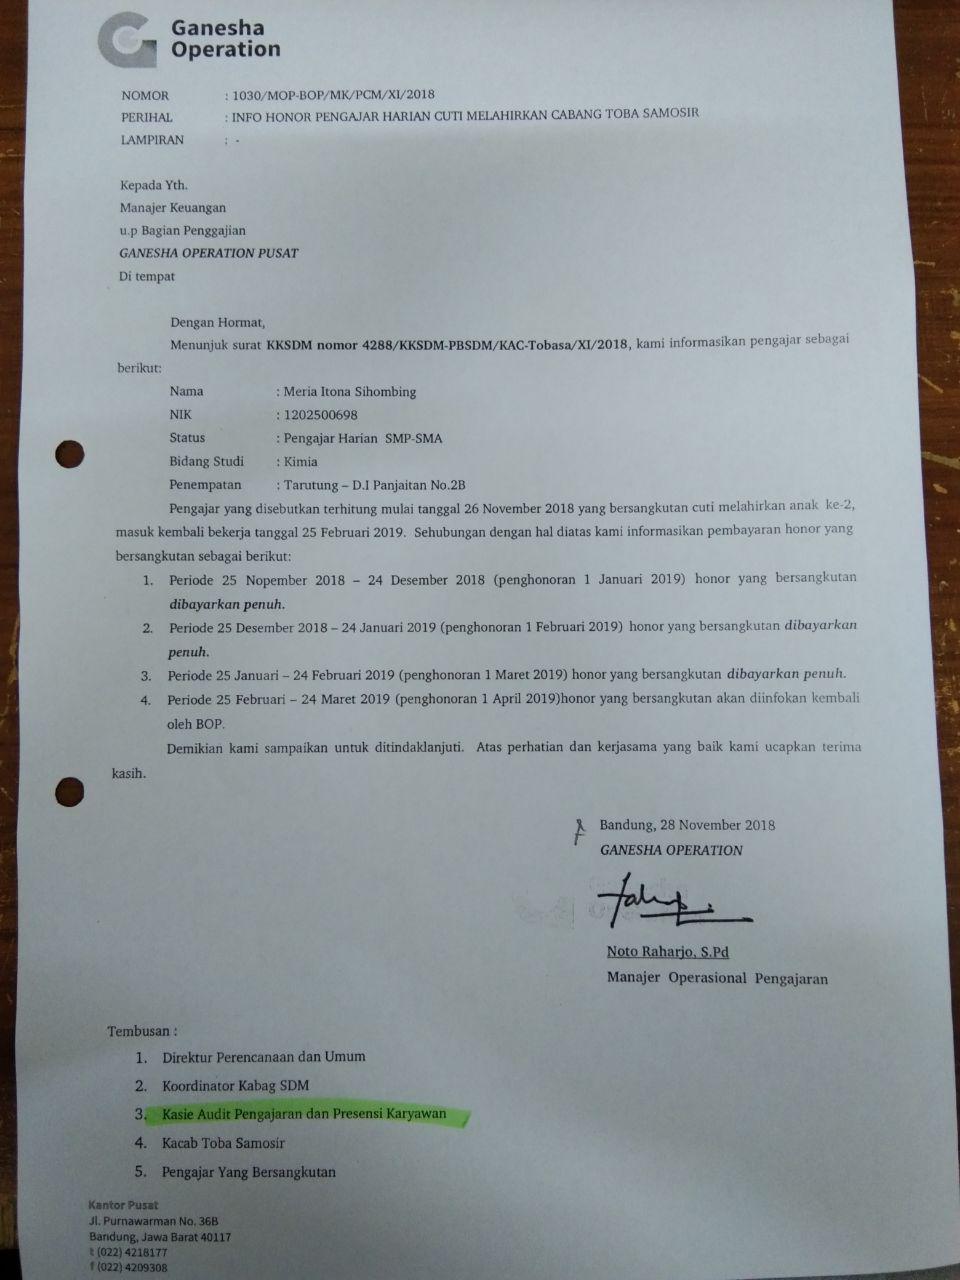 Ganesha
Operation
NOMOR : 1030/MOP-BOP/MK/PCM/XI/2018
PERIHAL : INFO HONOR PENGAJAR HARIAN CUTI MELAHIRKAN CABANG TOBA SAMOSIR
LAMPIRAN : -
Kepada Yth.
Manajer Keuangan
u.p Bagian Penggajian
GANESHA OPERATION PUSAT
Di tempat
Dengan Hormat,
Menunjuk surat KKSDM nomor 4288/KKSDM-PBSDM/KAC-Tobasa/XI/2018, kami informasikan pengajar sebagai
berikut:
Nama : Meria Itona Sihombing
NIK : 1202500698
Status : Pengajar Harian SMP-SMA
Bidang Studi : Kimia
Penempatan : Tarutung – D.I Panjaitan No.2B
Pengajar yang disebutkan terhitung mulai tanggal 26 November 2018 yang bersangkutan cuti melahirkan anak ke-2,
masuk kembali bekerja tanggal 25 Februari 2019. Sehubungan dengan hal diatas kami informasikan pembayaran honor yang
bersangkutan sebagai berikut:
1. Periode 25 Nopember 2018 – 24 Desember 2018 (penghonoran 1 Januari 2019) honor yang bersangkutan
dibayarkan penuh.
2. Periode 25 Desember 2018 – 24 Januari 2019 (penghonoran 1 Februari 2019) honor yang bersangkutan dibayarkan
penuh.
3. Periode 25 Januari – 24 Februari 2019 (penghonoran 1 Maret 2019) honor yang bersangkutan dibayarkan penuh.
4. Periode 25 Februari – 24 Maret 2019 (penghonoran 1 April 2019)honor yang bersangkutan akan diinfokan kembali
oleh BOP.
Demikian kami sampaikan untuk ditindaklanjuti. Atas perhatian dan kerjasama yang baik kami ucapkan terima
kasih.
Bandung, 28 November 2018
GANESHA OPERATION
Noto Raharjo, S.Pd
Manajer Operasional Pengajaran
Tembusan :
1. Direktur Perencanaan dan Umum
2. Koordinator Kabag SDM
3. Kasie Audit Pengajaran dan Presensi Karyawan
4. Kacab Toba Samosir
5. Pengajar Yang Bersangkutan
Kantor Pusat
Jl. Purnawarman No. 36B
Bandung, Jawa Barat 40117
t (022) 4218177
f (022) 4209308